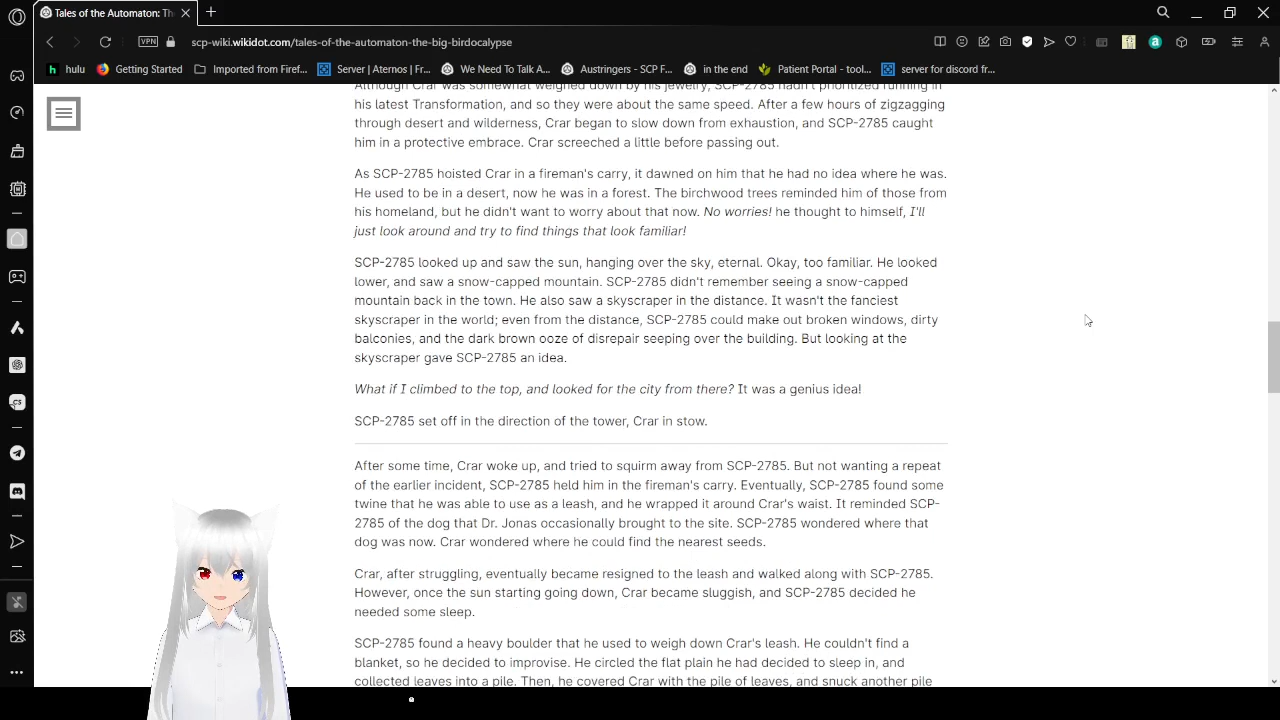 Tales of the Automaton: Th
VPN
scp-wiki.wikidot.com/tales-of-the-automaton-the-big-birdocalypse
hulu
Getting Started
Imported from Firef...
Server | Aternos | Fr...
We Need To Talk A...
Austringers - SCP F...
in the end
Patient Portal - tool...
server for discord fr...
Although Crar was somewhat weighed down by his jewelry, SCP-2785 hadn't prioritized running in
his latest Transformation, and so they were about the same speed. After a few hours of zigzagging
through desert and wilderness, Crar began to slow down from exhaustion, and SCP-2785 caught
him in a protective embrace. Crar screeched a little before passing out.
As SCP-2785 hoisted Crar in a fireman's carry, it dawned on him that he had no idea where he was.
He used to be in a desert, now he was in a forest. The birchwood trees reminded him of those from
his homeland, but he didn't want to worry about that now. No worries! he thought to himself, I'll
just look around and try to find things that look familiar!
SCP-2785 looked up and saw the sun, hanging over the sky, eternal. Okay, too familiar. He looked
lower, and saw a snow-capped mountain. SCP-2785 didn't remember seeing a snow-capped
mountain back in the town. He also saw a skyscraper in the distance. It wasn't the fanciest
skyscraper in the world; even from the distance, SCP-2785 could make out broken windows, dirty
balconies, and the dark brown ooze of disrepair seeping over the building. But looking at the
skyscraper gave SCP-2785 an idea.
What if I climbed to the top, and looked for the city from there? It was a genius idea!
SCP-2785 set off in the direction of the tower, Crar in stow.
After some time, Crar woke up, and tried to squirm away from SCP-2785. But not wanting a repeat
of the earlier incident, SCP-2785 held him in the fireman's carry. Eventually, SCP-2785 found some
twine that he was able to use as a leash, and he wrapped it around Crar's waist. It reminded SCP-
2785 of the dog that Dr. Jonas occasionally brought to the site. SCP-2785 wondered where that
dog was now. Crar wondered where he could find the nearest seeds.
Crar, after struggling, eventually became resigned to the leash and walked along with SCP-2785.
However, once the sun starting going down, Crar became sluggish, and SCP-2785 decided he
needed some sleep.
SCP-2785 found a heavy boulder that he used to weigh down Crar's leash. He couldn't find a
blanket, so he decided to improvise. He circled the flat plain he had decided to sleep in, and
collected leaves into a pile. Then, he covered Crar with the pile of leaves, and snuck another pile